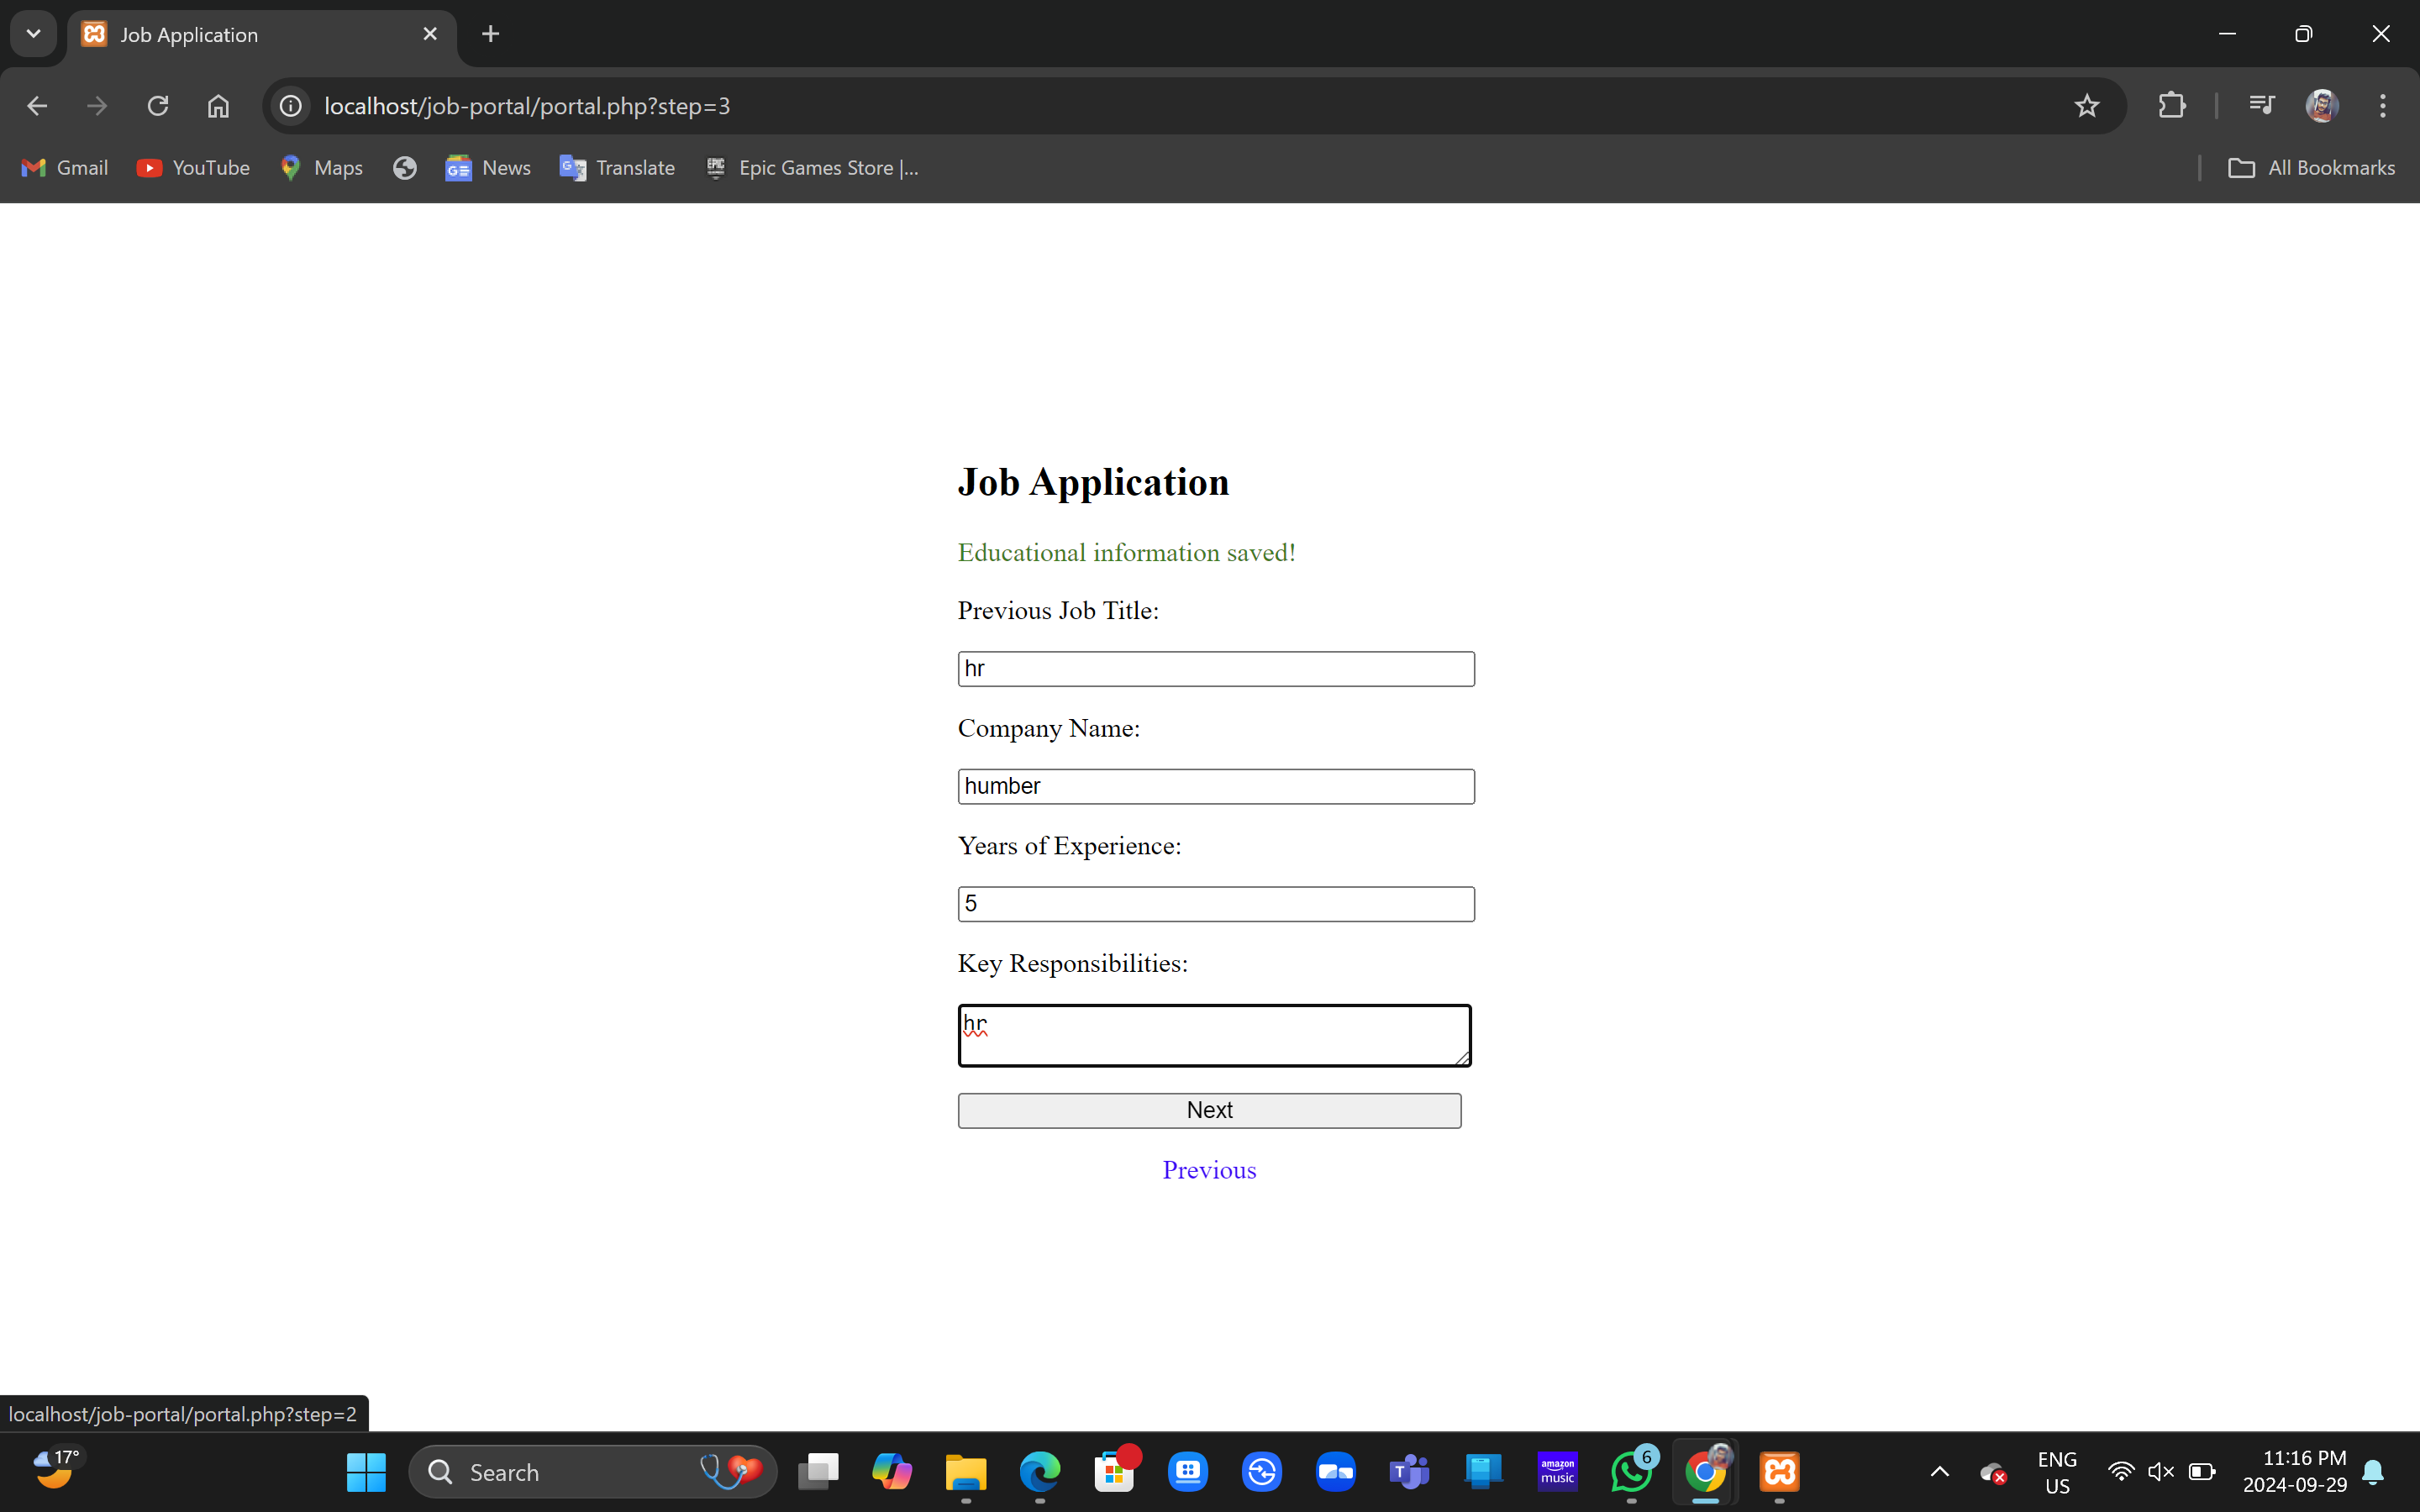 Job Application
localhost/job-portal/portal.php?step=3
Gmail YouTube Maps News Translate Epic Games Store |... All Bookmarks
Job Application
Educational information saved!
Previous Job Title:
hr
Company Name:
humber
Years of Experience:
5
Key Responsibilities:
hr
Next
Previous
localhost/job-portal/portal.php?step=2
17°
Search
amazon music
6
ENG
US
11:16 PM
2024-09-29